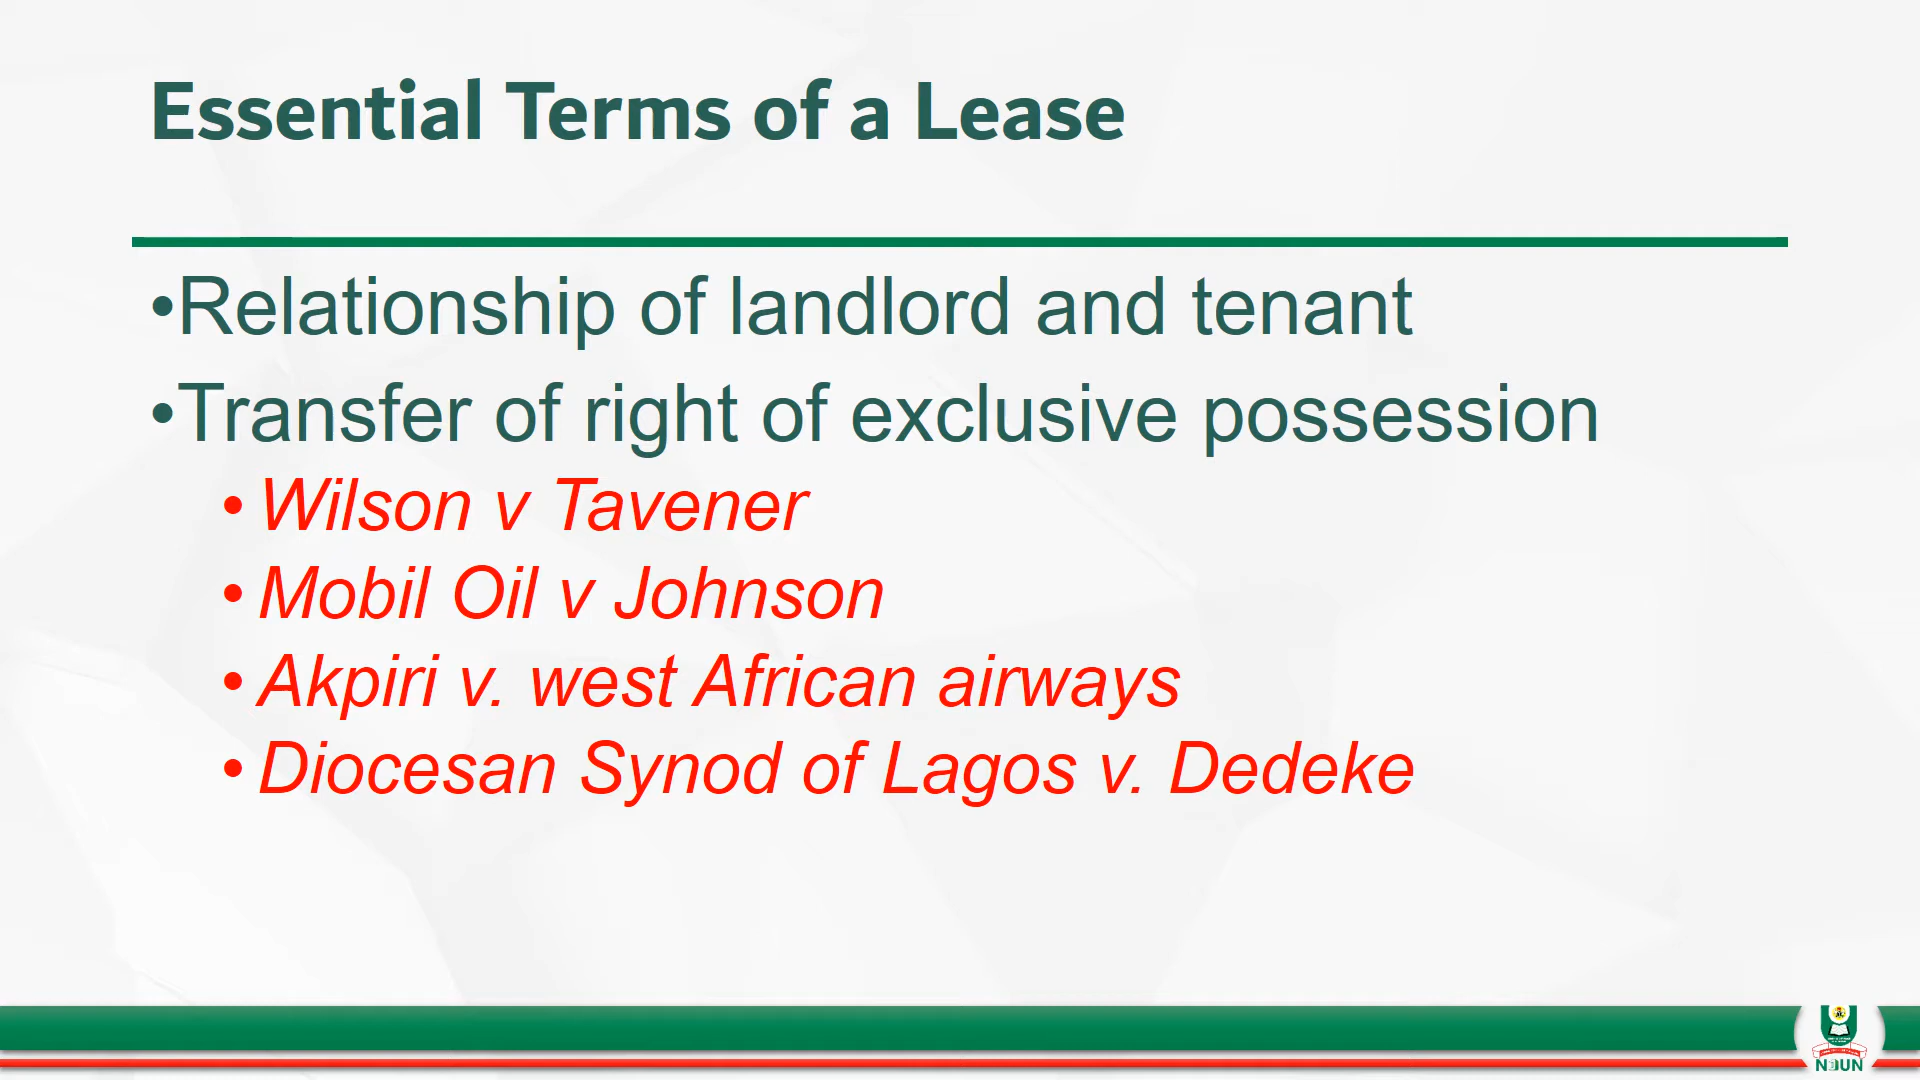 Essential Terms of a Lease
•Relationship of landlord and tenant
•Transfer of right of exclusive possession
• Wilson v Tavener
• Mobil Oil v Johnson
• Akpiri v. west African airways
• Diocesan Synod of Lagos v. Dedeke